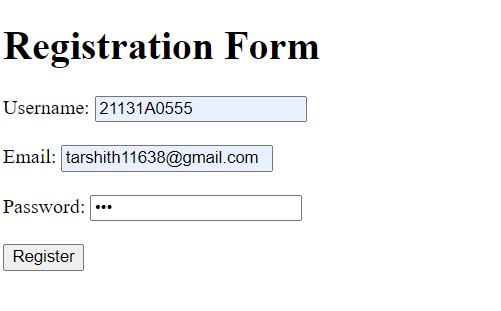 Registration Form
Username: 21131A0555
Email: tarshith11638@gmail.com
Password: •••
Register